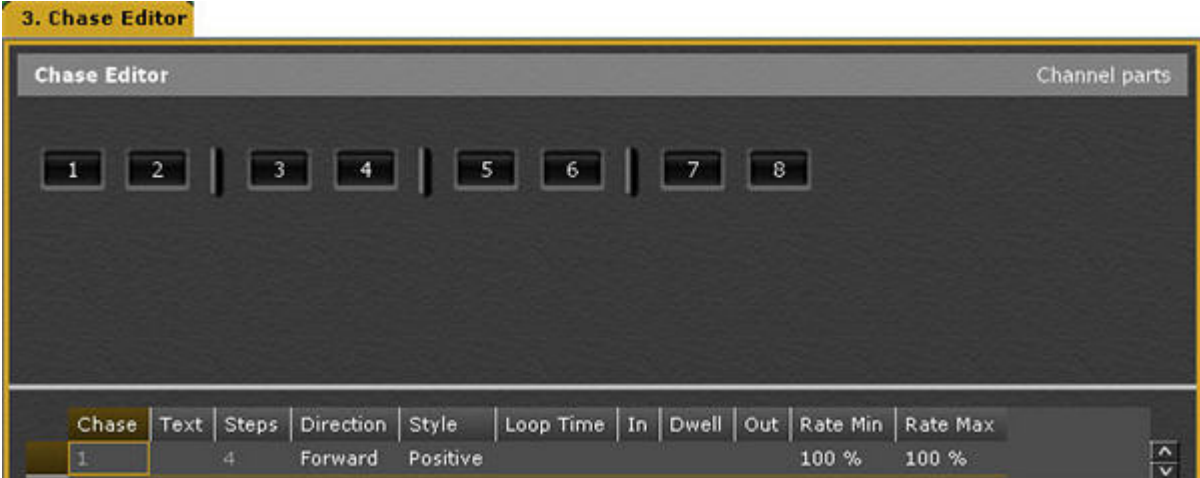 3. Chase Editor
Chase Editor Channel parts
1 2 3 4 5 6 7 8
Chase Text Steps Direction Style Loop Time In Dwell Out Rate Min Rate Max
1 4 Forward Positive 100 % 100 %